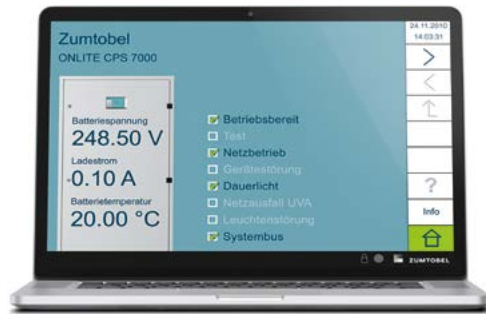 24.11.2010
14:03:31
Zumtobel
ONLITE CPS 7000
Batteriespannung
248.50 V
Ladestrom
-0.10 A
Batterietemperatur
20.00 °C
Betriebsbereit
Test
Netzbetrieb
Gerätestörung
Dauerlicht
Netzausfall UVA
Leuchtenstörung
Systembus
>
<
?
Info
ZUMTOBEL